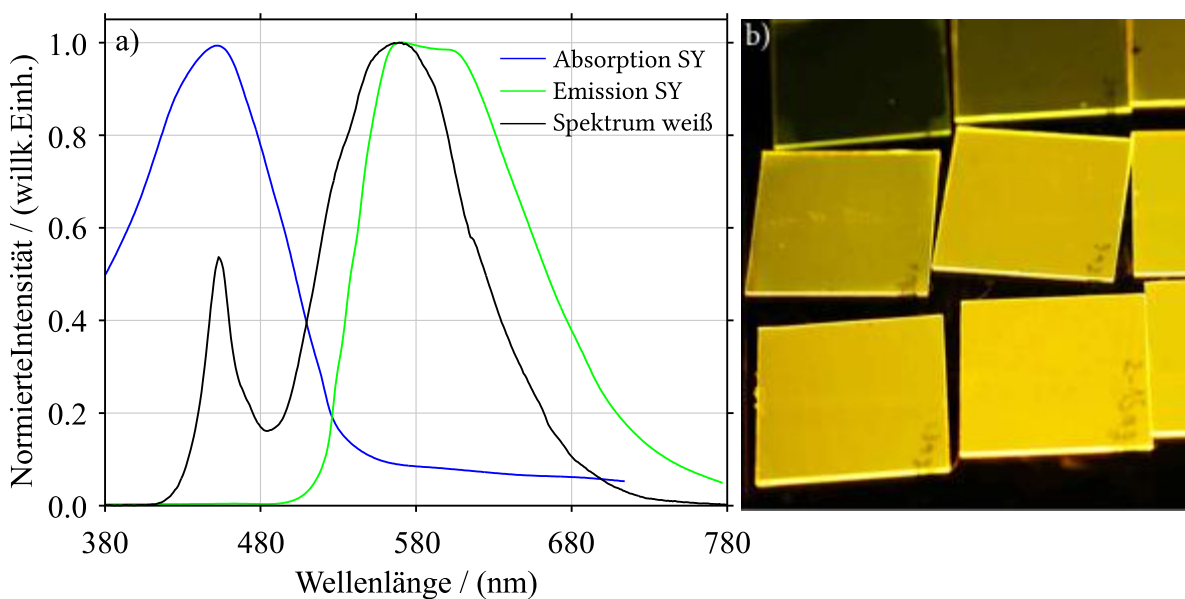 a)
NormierteIntensität / (willk.Einh.)
1.0
0.8
0.6
0.4
0.2
0.0
Absorption SY
Emission SY
Spektrum weiß
380 480 580 680 780
Wellenlänge / (nm)
b)